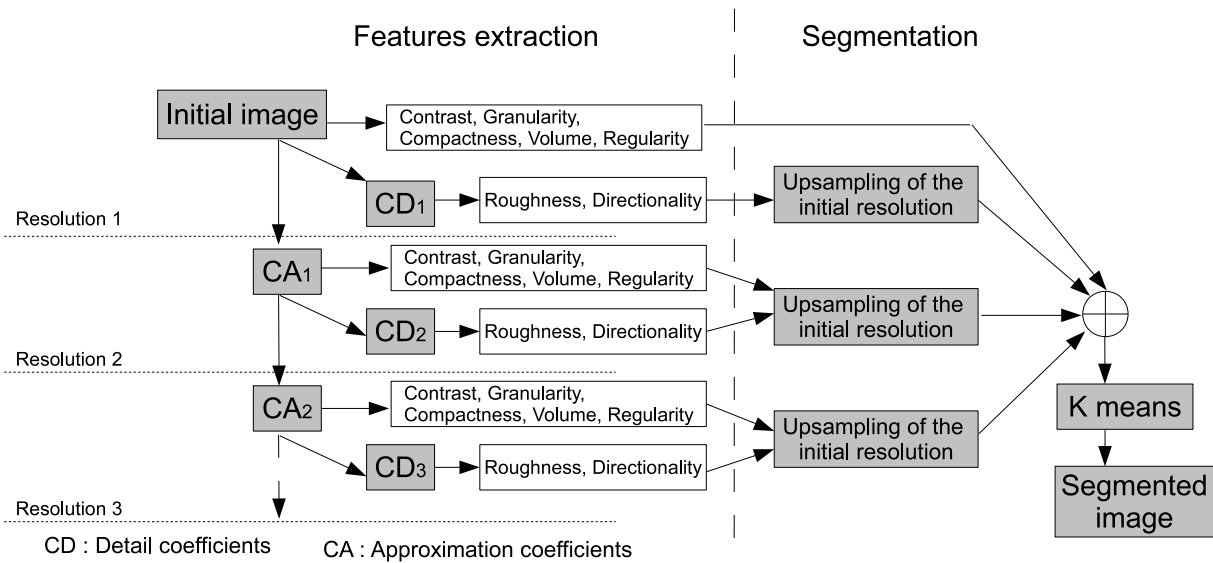 Features extraction
Segmentation
Initial image
Contrast, Granularity,
Compactness, Volume, Regularity
CD1
Roughness, Directionality
Upsampling of the
initial resolution
Resolution 1
CA1
Contrast, Granularity,
Compactness, Volume, Regularity
CD2
Roughness, Directionality
Upsampling of the
initial resolution
Resolution 2
CA2
Contrast, Granularity,
Compactness, Volume, Regularity
CD3
Roughness, Directionality
Upsampling of the
initial resolution
K means
Segmented
image
Resolution 3
CD : Detail coefficients
CA : Approximation coefficients